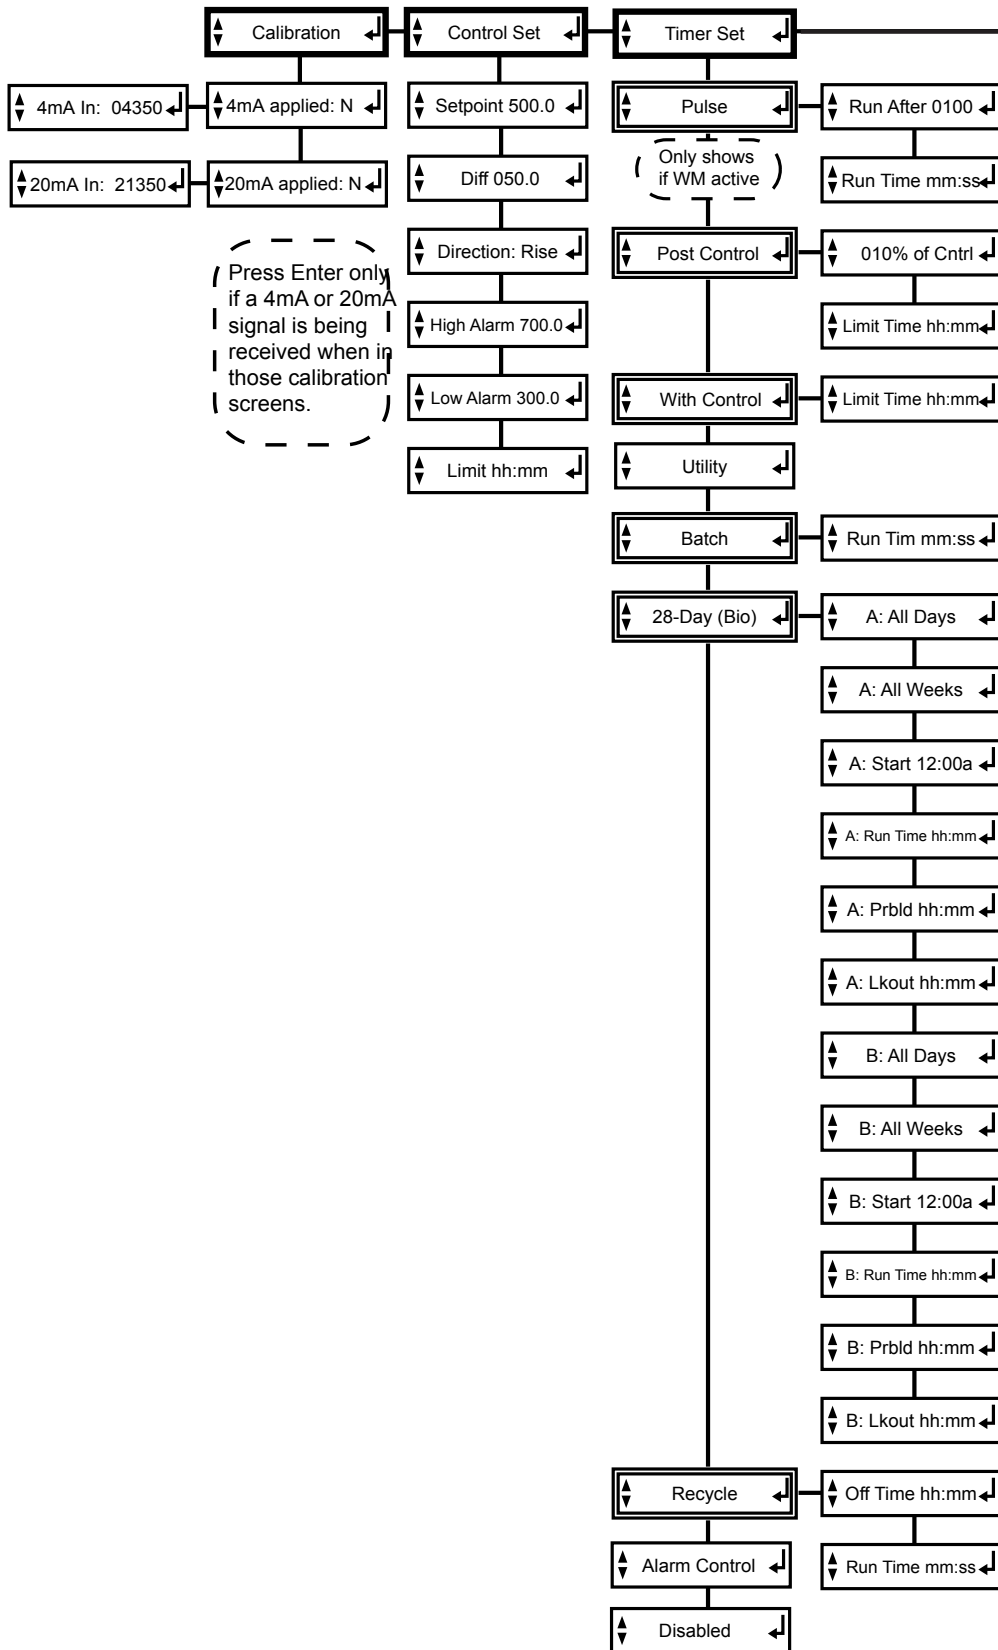 Calibration
Control Set
Timer Set
4mA In: 04350
4mA applied: N
20mA In: 21350
20mA applied: N
Press Enter only
if a 4mA or 20mA
signal is being
received when in
those calibration
screens.
Setpoint 500.0
Diff 050.0
Direction: Rise
High Alarm 700.0
Low Alarm 300.0
Limit hh:mm
Pulse
Run After 0100
Only shows
if WM active
Run Time mm:ss
Post Control
010% of Cntrl
Limit Time hh:mm
With Control
Limit Time hh:mm
Utility
Batch
Run Tim mm:ss
28-Day (Bio)
A: All Days
A: All Weeks
A: Start 12:00a
A: Run Time hh:mm
A: Prbld hh:mm
A: Lkout hh:mm
B: All Days
B: All Weeks
B: Start 12:00a
B: Run Time hh:mm
B: Prbld hh:mm
B: Lkout hh:mm
Recycle
Off Time hh:mm
Alarm Control
Run Time mm:ss
Disabled